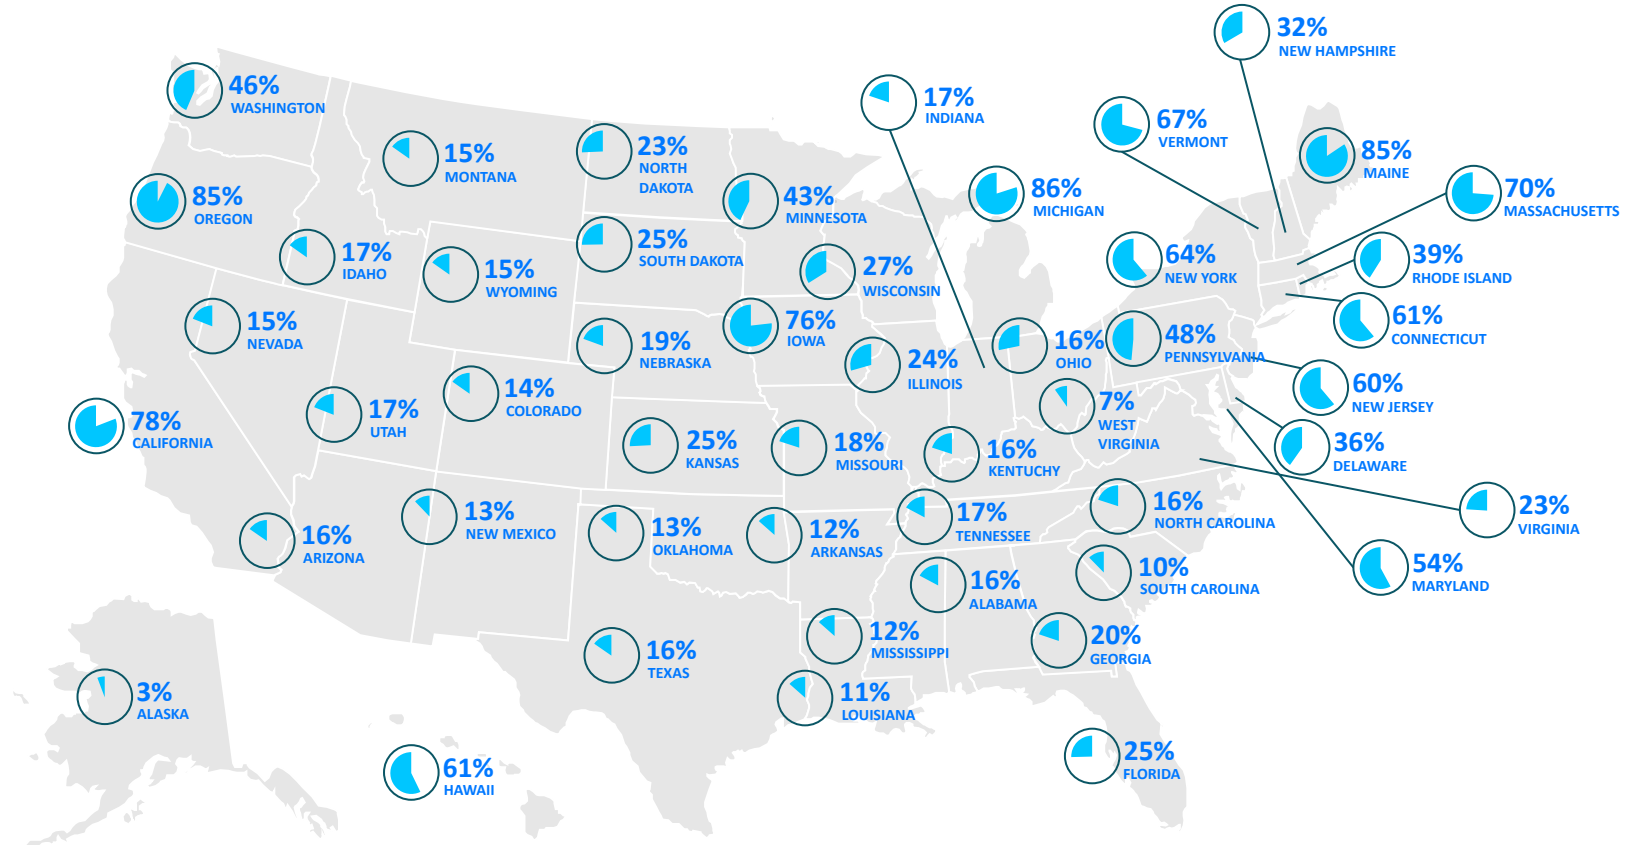 32%
NEW HAMPSHIRE
46%
WASHINGTON
17%
INDIANA
67%
VERMONT
15%
MONTANA
23%
NORTH
DAKOTA
85%
MAINE
85%
OREGON
43%
MINNESOTA
86%
MICHIGAN
70%
MASSACHUSETTS
17%
IDAHO
25%
SOUTH DAKOTA
15%
WYOMING
27%
WISCONSIN
64%
NEW YORK
39%
RHODE ISLAND
15%
NEVADA
19%
NEBRASKA
76%
IOWA
24%
ILLINOIS
16%
OHIO
48%
PENNSYLVANIA
61%
CONNECTICUT
14%
COLORADO
7%
WEST
VIRGINIA
60%
NEW JERSEY
78%
CALIFORNIA
17%
UTAH
25%
KANSAS
18%
MISSOURI
16%
KENTUCHY
36%
DELAWARE
16%
ARIZONA
13%
NEW MEXICO
13%
OKLAHOMA
12%
ARKANSAS
17%
TENNESSEE
16%
NORTH CAROLINA
23%
VIRGINIA
16%
ALABAMA
10%
SOUTH CAROLINA
54%
MARYLAND
16%
TEXAS
12%
MISSISSIPPI
20%
GEORGIA
3%
ALASKA
11%
LOUISIANA
61%
HAWAII
25%
FLORIDA